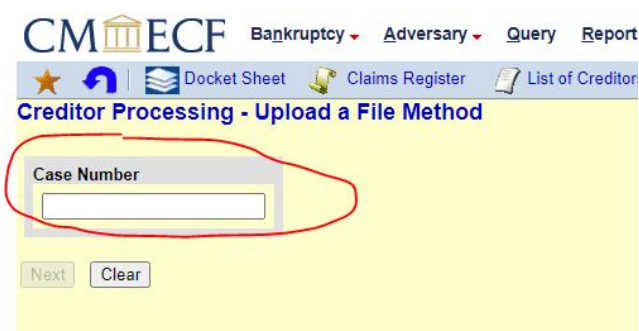 CM ECF Bankruptcy Adversary Query Report
Docket Sheet Claims Register List of Creditors
Creditor Processing - Upload a File Method
Case Number
Next Clear